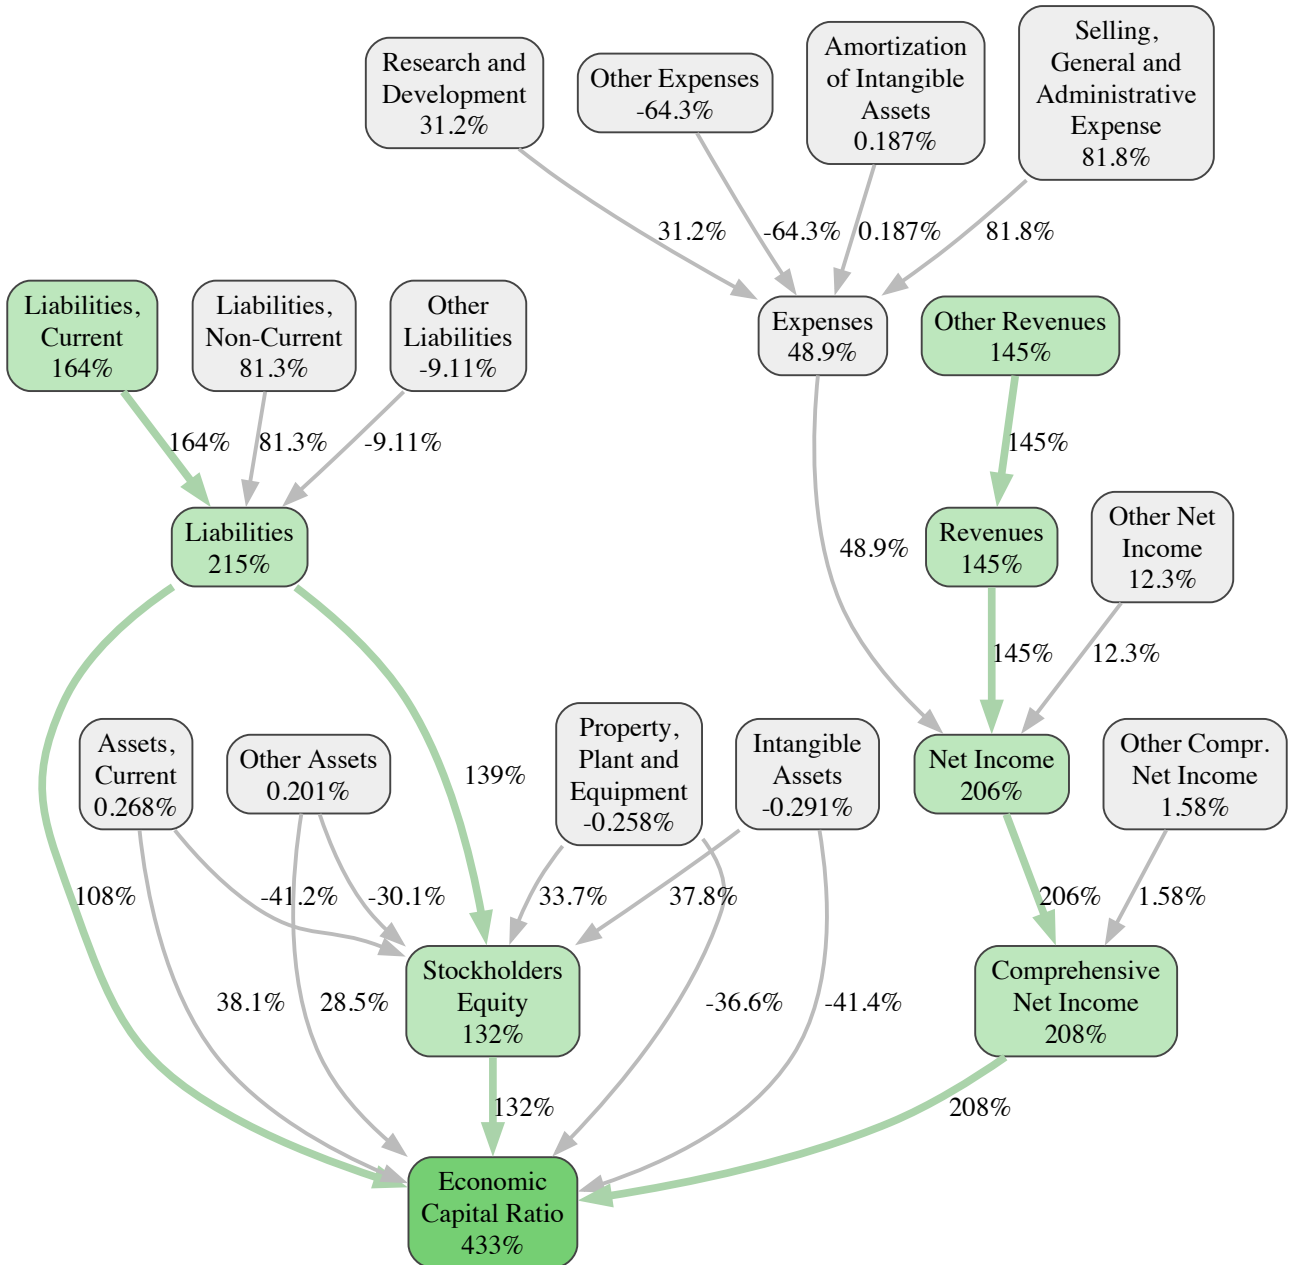 Research and
Development
31.2%
Other Expenses
-64.3%
Amortization
of Intangible
Assets
0.187%
Selling,
General and
Administrative
Expense
81.8%
31.2%
-64.3%
0.187%
81.8%
Liabilities,
Current
164%
Liabilities,
Non-Current
81.3%
Other
Liabilities
-9.11%
Expenses
48.9%
Other Revenues
145%
164%
81.3%
-9.11%
145%
Liabilities
215%
48.9%
Revenues
145%
Other Net
Income
12.3%
145%
12.3%
Assets,
Current
0.268%
Other Assets
0.201%
139%
Property,
Plant and
Equipment
-0.258%
Intangible
Assets
-0.291%
Net Income
206%
Other Compr.
Net Income
1.58%
108%
-41.2%
-30.1%
33.7%
37.8%
206%
1.58%
38.1%
28.5%
Stockholders
Equity
132%
-36.6%
-41.4%
Comprehensive
Net Income
208%
132%
208%
Economic
Capital Ratio
433%